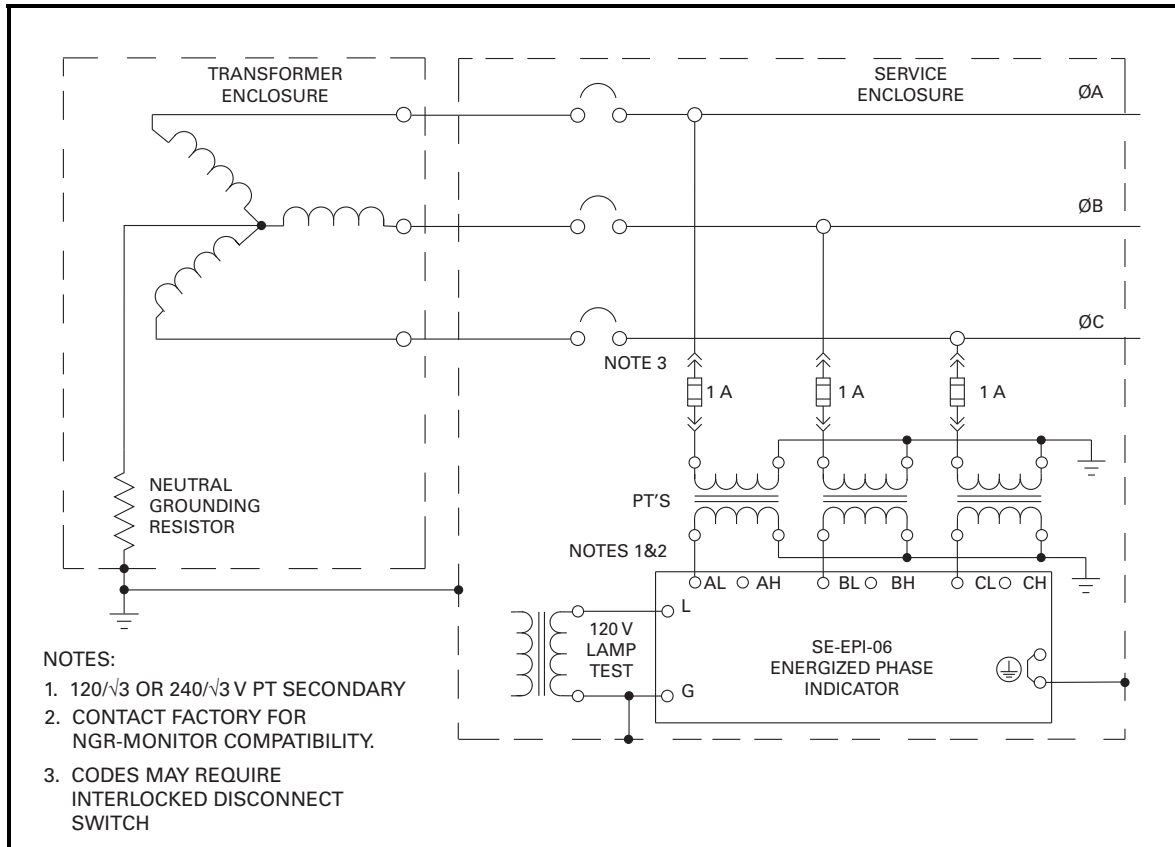 TRANSFORMER
ENCLOSURE
SERVICE
ENCLOSURE
ØA
ØB
ØC
NOTE 3
1 A
1 A
1 A
NEUTRAL
GROUNDING
RESISTOR
PT'S
NOTES 1&2
AL AH BL BH CL CH
L
120 V
LAMP
TEST
SE-EPI-06
ENERGIZED PHASE
INDICATOR
G
NOTES:
1. 120/√3 OR 240/√3 V PT SECONDARY
2. CONTACT FACTORY FOR
NGR-MONITOR COMPATIBILITY.
3. CODES MAY REQUIRE
INTERLOCKED DISCONNECT
SWITCH